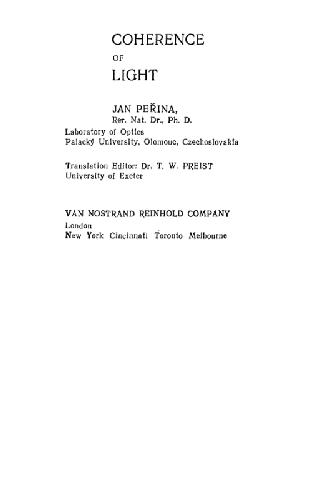 COHERENCE
OF
LIGHT
JAN PEŘINA,
Rer. Nat. Dr., Ph. D.
Laboratory of Optics
Palacký University, Olomouc, Czechoslovakia
Translation Editor: Dr. T. W. PREIST
University of Exeter
VAN NOSTRAND REINHOLD COMPANY
London
New York Cincinnati Toronto Melbourne